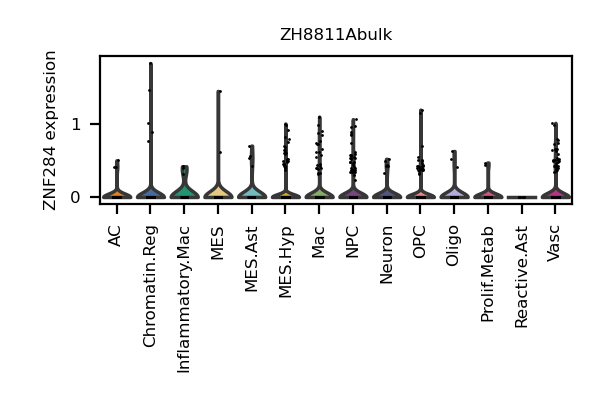 ZH8811Abulk
ZNF284 expression
1
0
AC
Chromatin.Reg
Inflammatory.Mac
MES
MES.Ast
MES.Hyp
Mac
NPC
Neuron
OPC
Oligo
Prolif.Metab
Reactive.Ast
Vasc